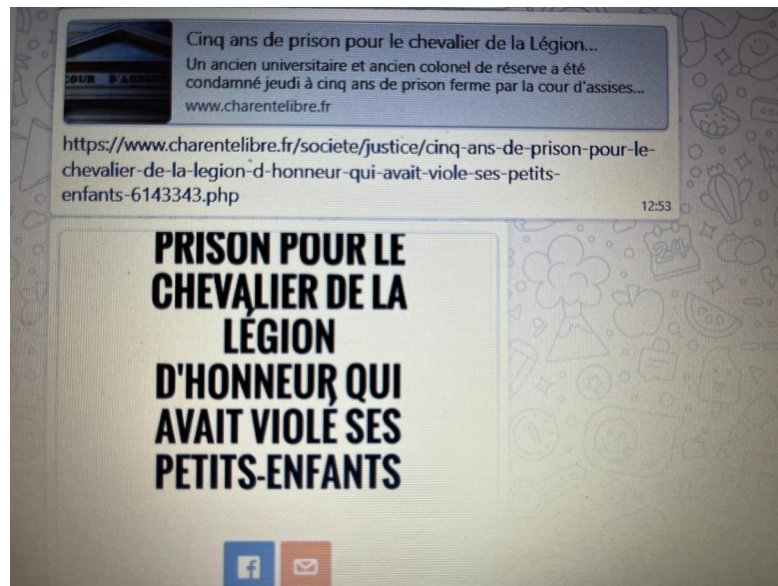 COUR D'ASSISES
Cinq ans de prison pour le chevalier de la Légion...
Un ancien universitaire et ancien colonel de réserve a été
condamné jeudi à cinq ans de prison ferme par la cour d'assises...
www.charentelibre.fr
https://www.charentelibre.fr/societe/justice/cinq-ans-de-prison-pour-le-
chevalier-de-la-legion-d-honneur-qui-avait-viole-ses-petits-
enfants-6143343.php
12:53
PRISON POUR LE
CHEVALIER DE LA
LÉGION
D'HONNEUR QUI
AVAIT VIOLÉ SES
PETITS-ENFANTS
f
24